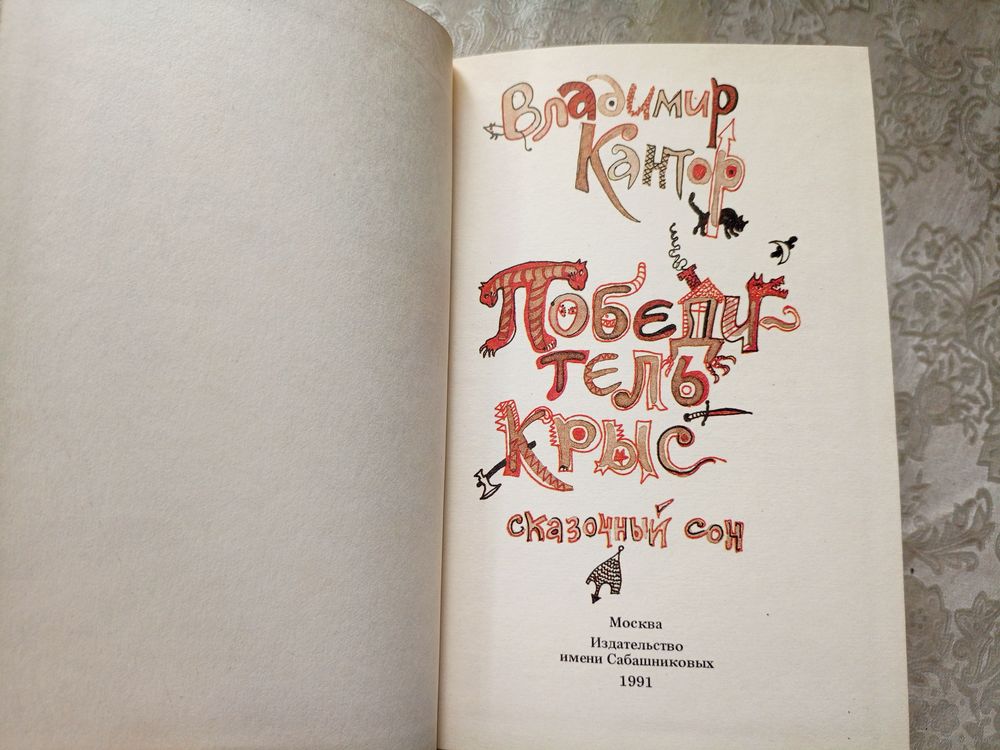 Владимир
Кантор
Победи-
тель
Крыс
сказочный сон
Москва
Издательство
имени Сабашниковых
1991